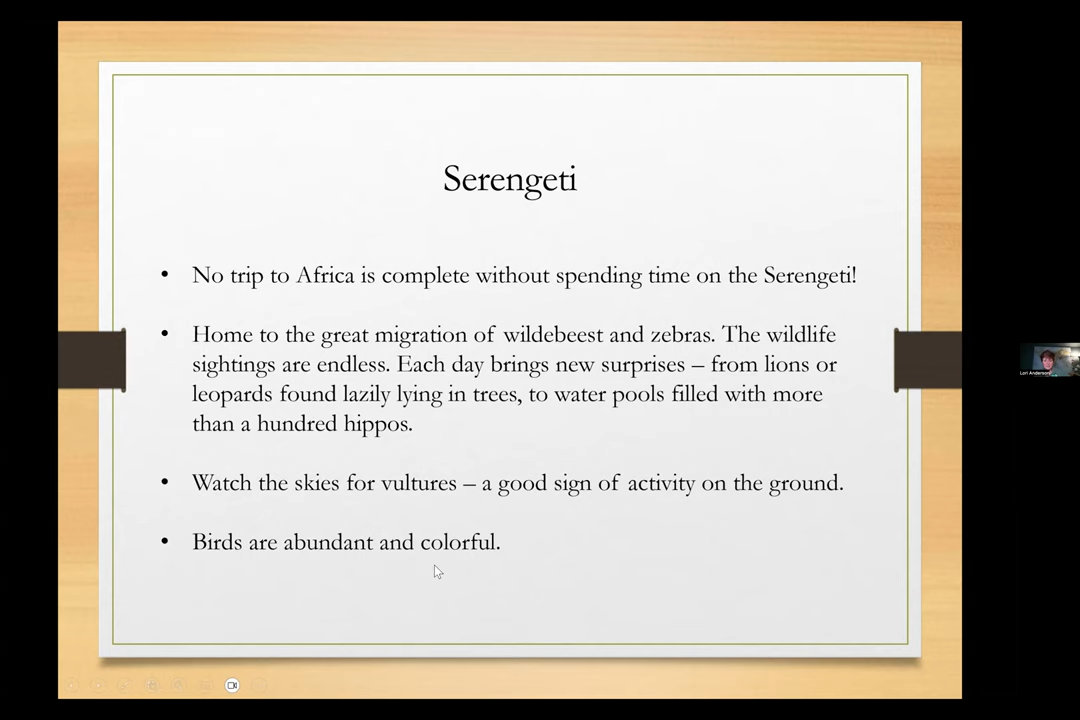 Serengeti
• No trip to Africa is complete without spending time on the Serengeti!
• Home to the great migration of wildebeest and zebras. The wildlife
sightings are endless. Each day brings new surprises – from lions or
leopards found lazily lying in trees, to water pools filled with more
than a hundred hippos.
• Watch the skies for vultures – a good sign of activity on the ground.
• Birds are abundant and colorful.
Lori Anderson